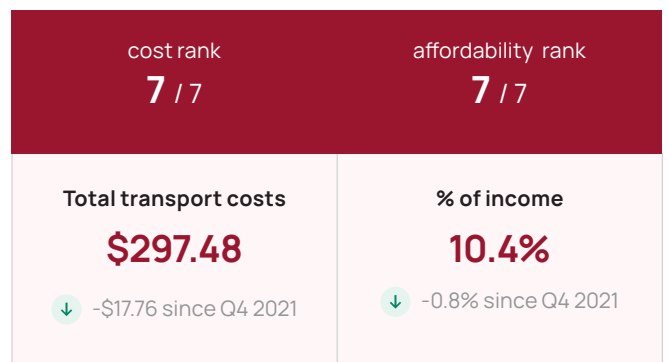 cost rank
7 / 7
affordability rank
7 / 7
Total transport costs
$297.48
-$17.76 since Q4 2021
% of income
10.4%
-0.8% since Q4 2021